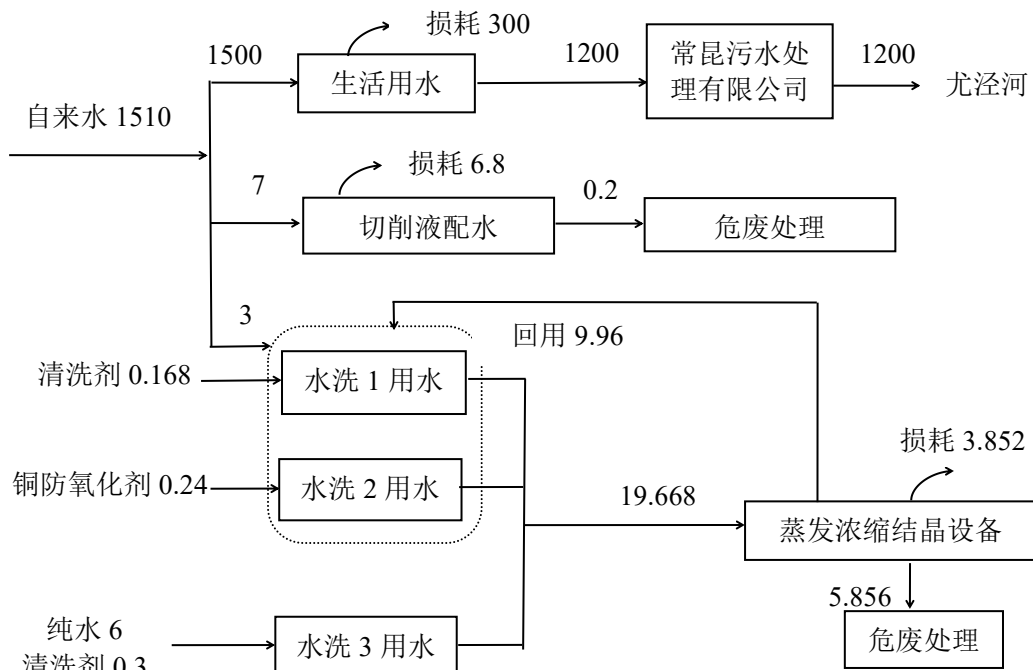 损耗 300
1500
生活用水
1200
常昆污水处
理有限公司
1200
尤泾河
自来水 1510
7
损耗 6.8
切削液配水
0.2
危废处理
3
回用 9.96
清洗剂 0.168
水洗 1 用水
铜防氧化剂 0.24
水洗 2 用水
19.668
损耗 3.852
蒸发浓缩结晶设备
5.856
危废处理
纯水 6
清洗剂 0.3
水洗 3 用水